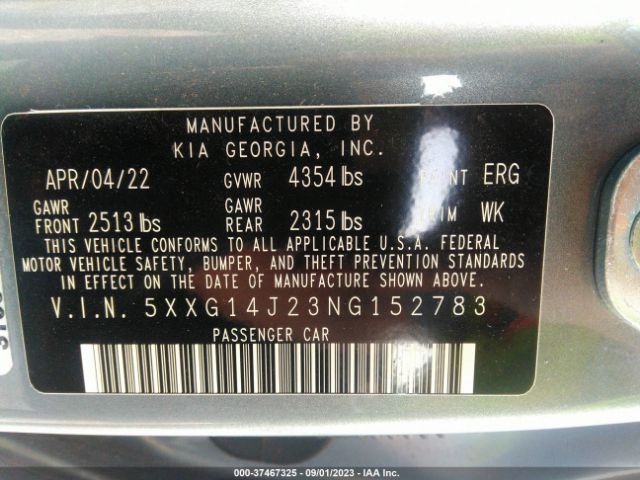 MANUFACTURED BY
KIA GEORGIA, INC.
APR/04/22 GVWR 4354 lbs PAINT ERG
GAWR FRONT 2513 lbs GAWR REAR 2315 lbs TRIM WK
THIS VEHICLE CONFORMS TO ALL APPLICABLE U.S.A. FEDERAL
MOTOR VEHICLE SAFETY, BUMPER, AND THEFT PREVENTION STANDARDS
IN EFFECT ON THE DATE OF MANUFACTURE SHOWN ABOVE.
V.I.N. 5XXG14J23NG152783
PASSENGER CAR
000-37467325 - 09/01/2023 - IAA Inc.